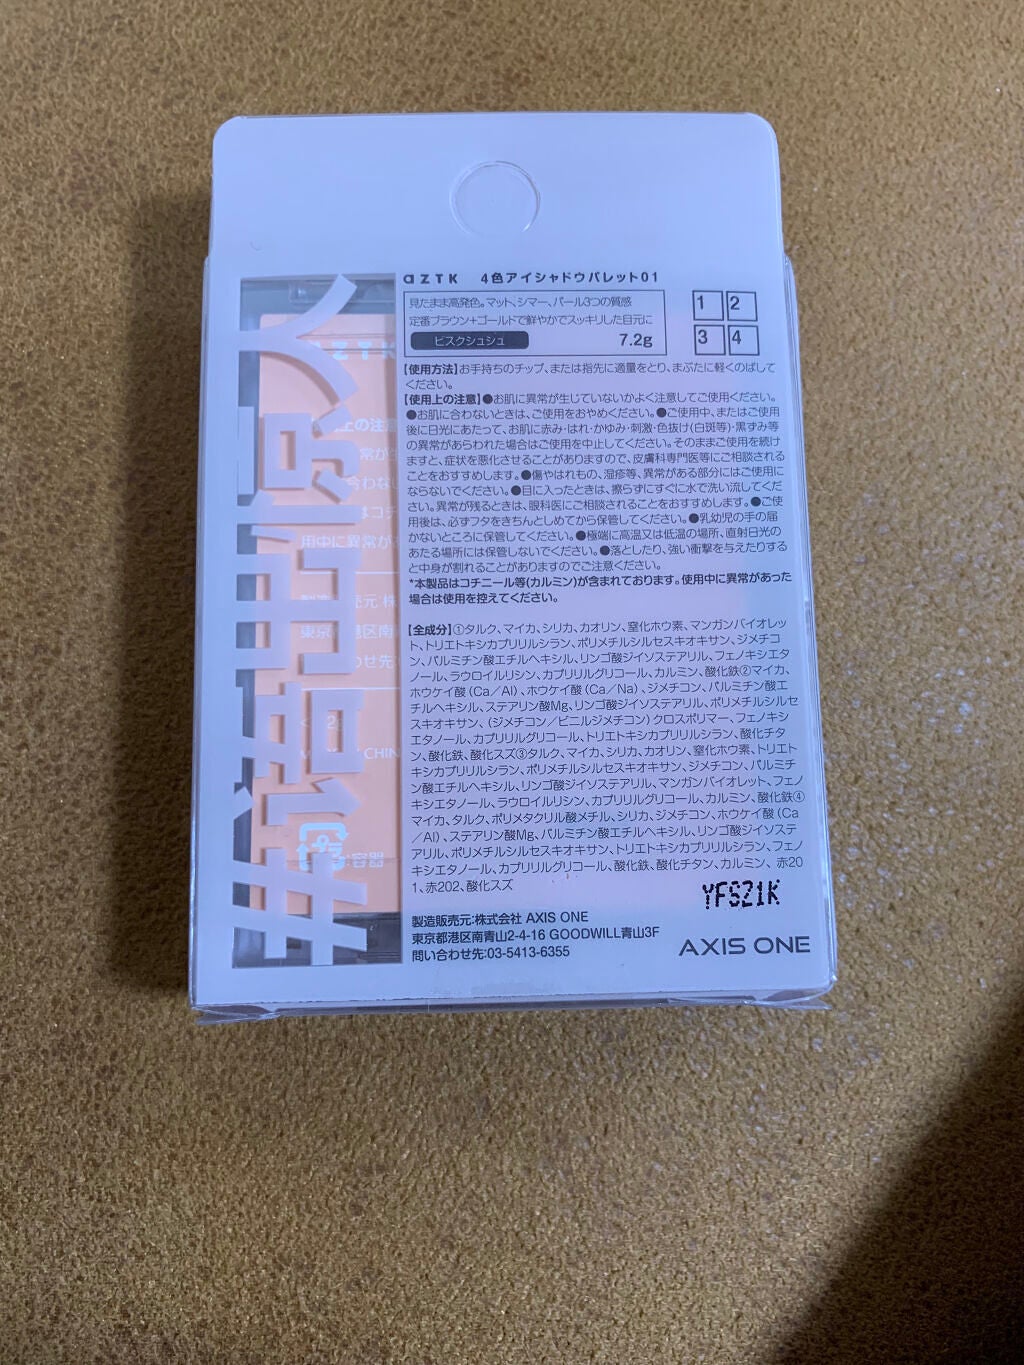 aZTK 4色アイシャドウパレット01
見たまま高発色。マット、シマー、パール3つの質感
定番ブラウン+ゴールドで鮮やかでスッキリした目元に
ビスクシュシュ 7.2g
1 2
3 4
【使用方法】お手持ちのチップ、または指先に適量をとり、まぶたに軽くのばして
ください。
【使用上の注意】●お肌に異常が生じていないかよく注意してご使用ください。
●お肌に合わないときは、ご使用をおやめください。●ご使用中、またはご使用
後に日光にあたって、お肌に赤み・はれ・かゆみ・刺激・色抜け(白斑等)・黒ずみ等
の異常があらわれた場合はご使用を中止してください。そのままご使用を続け
ますと、症状を悪化させることがありますので、皮膚科専門医等にご相談される
ことをおすすめします。●傷やはれもの、湿疹等、異常がある部分にはご使用に
ならないでください。●目に入ったときは、擦らずにすぐに水で洗い流してくだ
さい。異常が残るときは、眼科医にご相談されることをおすすめします。●ご使
用後は、必ずフタをきちんとしめてから保管してください。●乳幼児の手の届
かないところに保管してください。●極端に高温又は低温の場所、直射日光の
あたる場所には保管しないでください。●落としたり、強い衝撃を与えたりする
と中身が割れることがありますのでご注意ください。
*本製品はコチニール等(カルミン)が含まれております。使用中に異常があった
場合は使用を控えてください。
【全成分】①タルク、マイカ、シリカ、カオリン、窒化ホウ素、マンガンバイオレッ
ト、トリエトキシカプリリルシラン、ポリメチルシルセスキオキサン、ジメチコ
ン、パルミチン酸エチルヘキシル、リンゴ酸ジイソステアリル、フェノキシエタ
ノール、ラウロイルリシン、カプリリルグリコール、カルミン、酸化鉄②マイカ、
ホウケイ酸(Ca/Al)、ホウケイ酸(Ca/Na)、ジメチコン、パルミチン酸エ
チルヘキシル、ステアリン酸Mg、リンゴ酸ジイソステアリル、ポリメチルシルセ
スキオキサン、(ジメチコン/ビニルジメチコン)クロスポリマー、フェノキシ
エタノール、カプリリルグリコール、トリエトキシカプリリルシラン、酸化チタ
ン、酸化鉄、酸化スズ③タルク、マイカ、シリカ、カオリン、窒化ホウ素、トリエト
キシカプリリルシラン、ポリメチルシルセスキオキサン、ジメチコン、パルミチ
ン酸エチルヘキシル、リンゴ酸ジイソステアリル、マンガンバイオレット、フェノ
キシエタノール、ラウロイルリシン、カプリリルグリコール、カルミン、酸化鉄④
マイカ、タルク、ポリメタクリル酸メチル、シリカ、ジメチコン、ホウケイ酸(Ca
/Al)、ステアリン酸Mg、パルミチン酸エチルヘキシル、リンゴ酸ジイソステ
アリル、ポリメチルシルセスキオキサン、トリエトキシカプリリルシラン、フェノ
キシエタノール、カプリリルグリコール、酸化鉄、酸化チタン、カルミン、赤20
1、赤202、酸化スズ
YFS21K
製造販売元:株式会社 AXIS ONE
東京都港区南青山2-4-16 GOODWILL青山3F
問い合わせ先:03-5413-6355
AXIS ONE